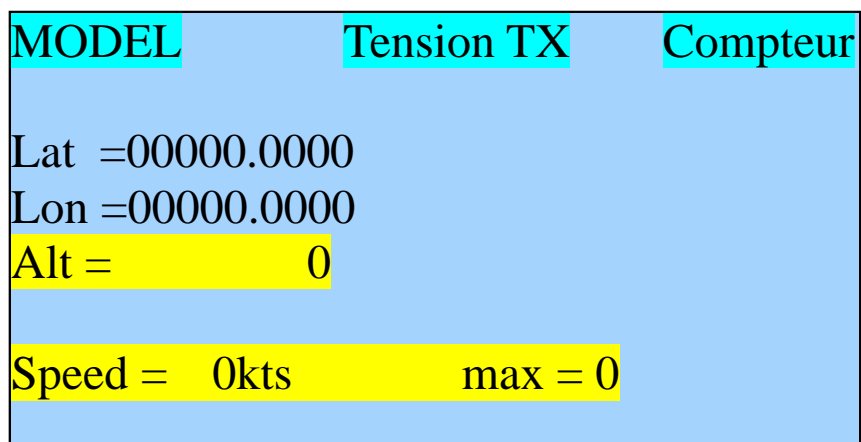 MODEL Tension TX Compteur
Lat =00000.0000
Lon =00000.0000
Alt = 0
Speed = 0kts max = 0